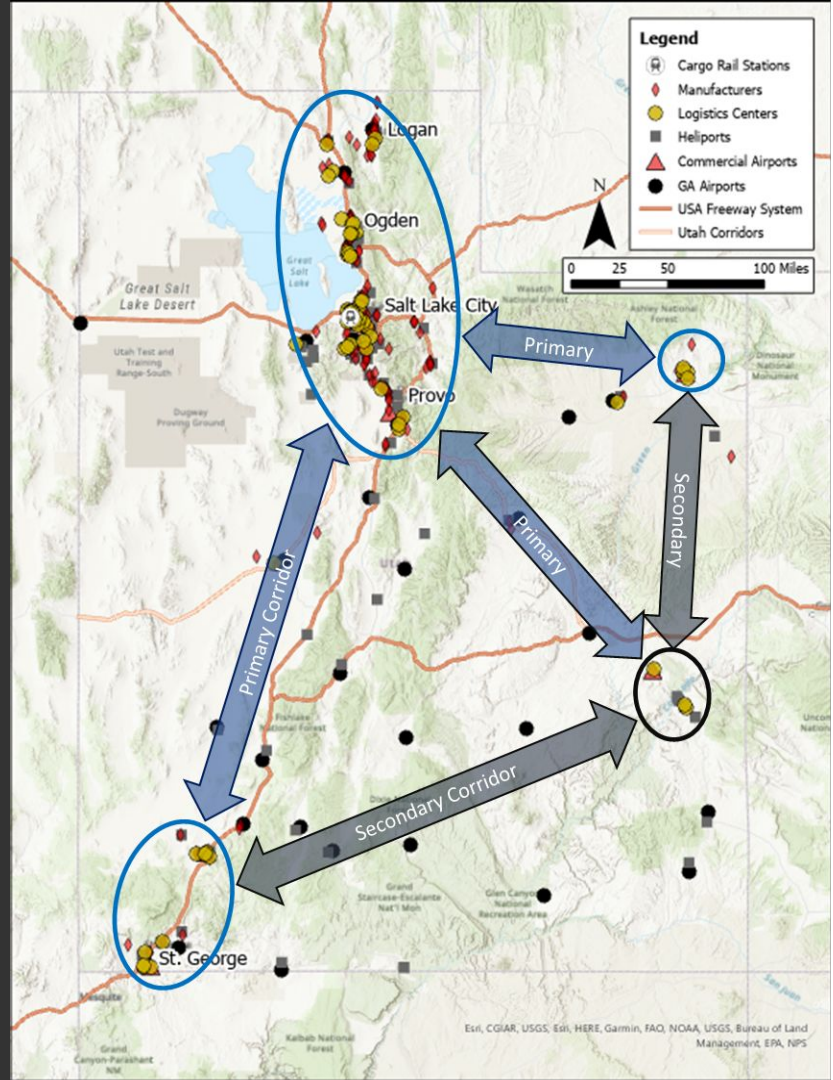 Legend
Cargo Rail Stations
Manufacturers
Logistics Centers
Heliports
Commercial Airports
GA Airports
USA Freeway System
Utah Corridors
N
0 25 50 100 Miles
Logan
Ogden
Great
Salt
Lake
Great Salt
Lake Desert
Salt Lake City
Wasatch
National Forest
Ashley National
Forest
Primary
Dinosaur
National
Monument
Utah Test and
Training
Range-South
Provo
Dugway
Proving Ground
Green
Secondary
Primary
Primary Corridor
Fishlake
National Forest
Secondary Corridor
Grand
Staircase-Escalante
Nat'l Mon
Glen Canyon
National
Recreation Area
St. George
Mesquite
San Juan
Kaibab National
Forest
Grand
Canyon-Parashant
NM
Esri, CGIAR, USGS, Esri, HERE, Garmin, FAO, NOAA, USGS, Bureau of Land
Management, EPA, NPS